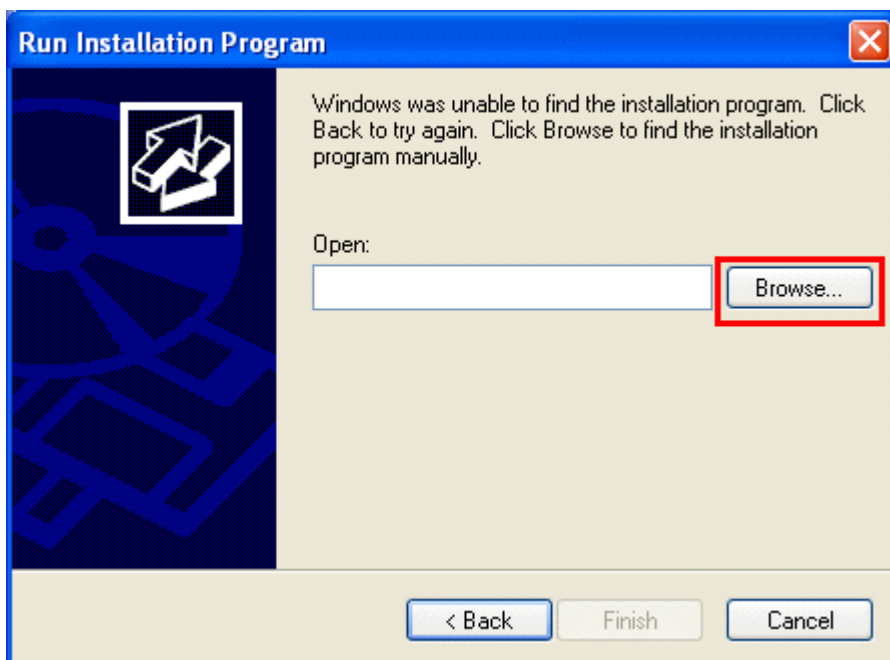 Run Installation Program
Windows was unable to find the installation program.  Click
Back to try again.  Click Browse to find the installation
program manually.
Open:
Browse...
< Back
Finish
Cancel